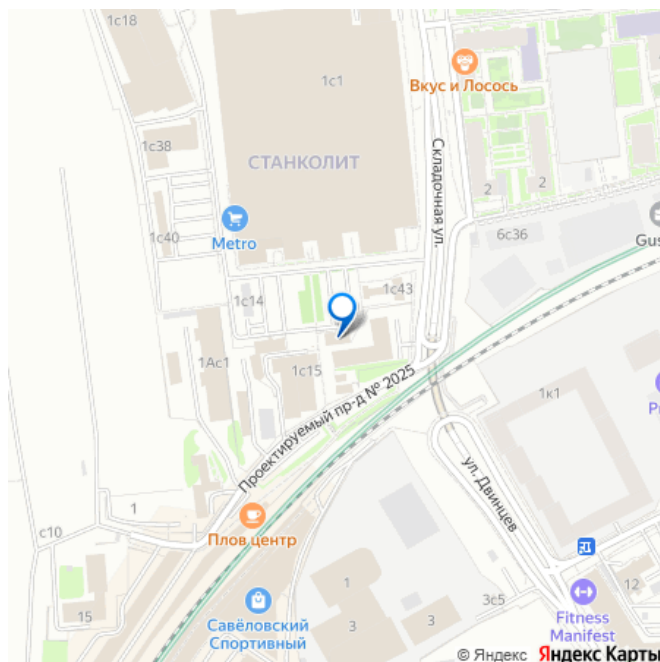 1с18
1с1
Вкус и Лосось
1с38
СТАНКОЛИТ
Складочная ул.
2
2
1с40
Metro
6с36
Gus
1с14
1с43
1Ас1
1с15
Проектируемый пр-д № 2025
1к1
ул. Двинцев
1
с10
Плов центр
15
1
3
3
3с5
12
Савёловский
Спортивный
Fitness
Manifest
© Яндекс Яндекс Карты